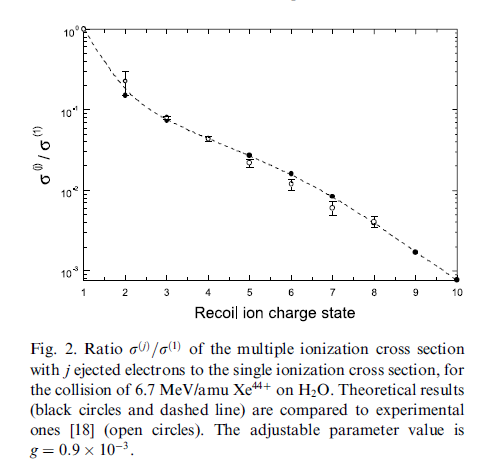 10⁰
10⁻¹
10⁻²
10⁻³
σ⁽ʲ⁾ / σ⁽¹⁾
1 2 3 4 5 6 7 8 9 10
Recoil ion charge state
Fig. 2. Ratio σ⁽ʲ⁾/σ⁽¹⁾ of the multiple ionization cross section
with j ejected electrons to the single ionization cross section, for
the collision of 6.7 MeV/amu Xe⁴⁴⁺ on H₂O. Theoretical results
(black circles and dashed line) are compared to experimental
ones [18] (open circles). The adjustable parameter value is
g = 0.9 × 10⁻³.